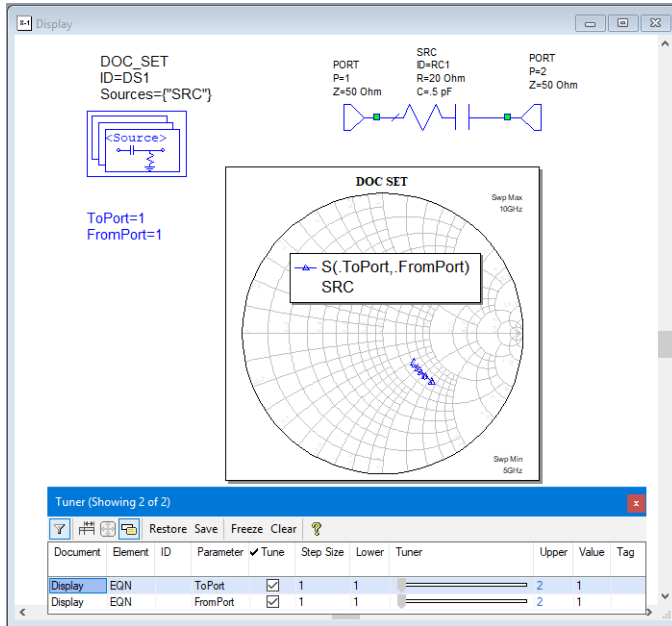 Display
DOC_SET
ID=DS1
Sources={"SRC"}
<Source>
ToPort=1
FromPort=1
PORT
P=1
Z=50 Ohm
SRC
ID=RC1
R=20 Ohm
C=.5 pF
PORT
P=2
Z=50 Ohm
DOC SET
Swp Max
10GHz
S(.ToPort,.FromPort)
SRC
Swp Min
5GHz
Tuner (Showing 2 of 2)
Restore Save Freeze Clear
Document Element ID Parameter Tune Step Size Lower Tuner Upper Value Tag
Display EQN ToPort 1 1 2 1
Display EQN FromPort 1 1 2 1